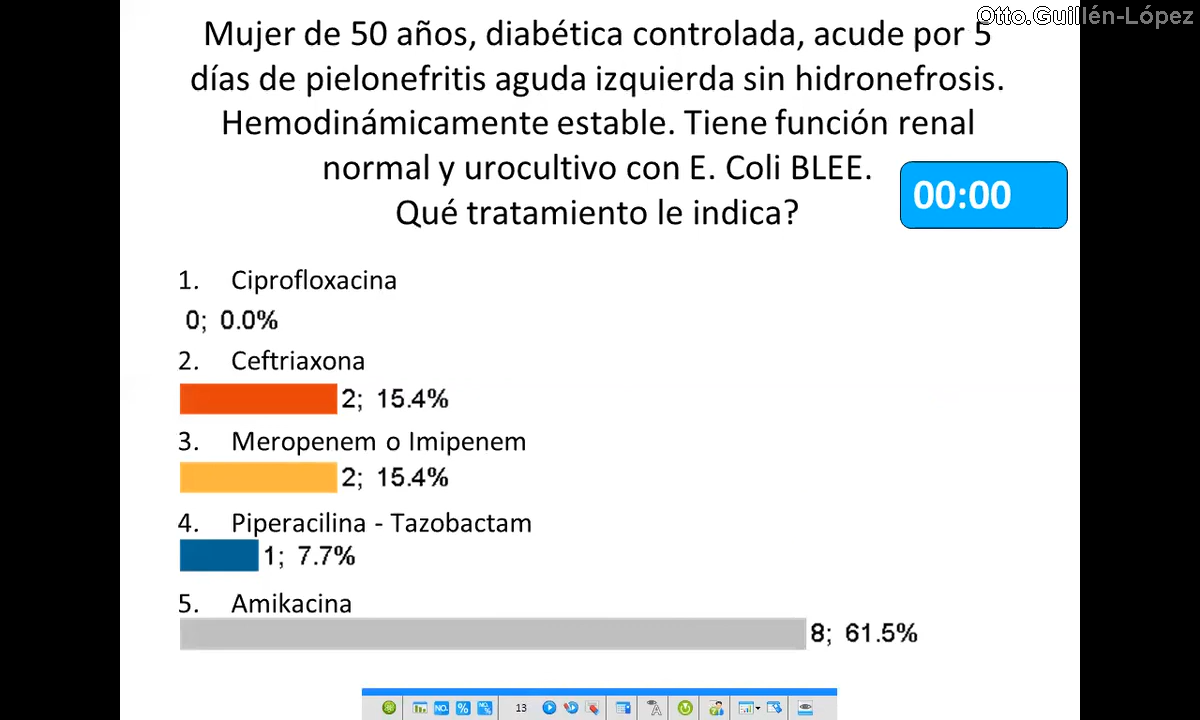 Otto.Guillén-López
Mujer de 50 años, diabética controlada, acude por 5
días de pielonefritis aguda izquierda sin hidronefrosis.
Hemodinámicamente estable. Tiene función renal
normal y urocultivo con E. Coli BLEE.
Qué tratamiento le indica?
00:00
1. Ciprofloxacina
0; 0.0%
2. Ceftriaxona
2; 15.4%
3. Meropenem o Imipenem
2; 15.4%
4. Piperacilina - Tazobactam
1; 7.7%
5. Amikacina
8; 61.5%
NO. % NO. % 13